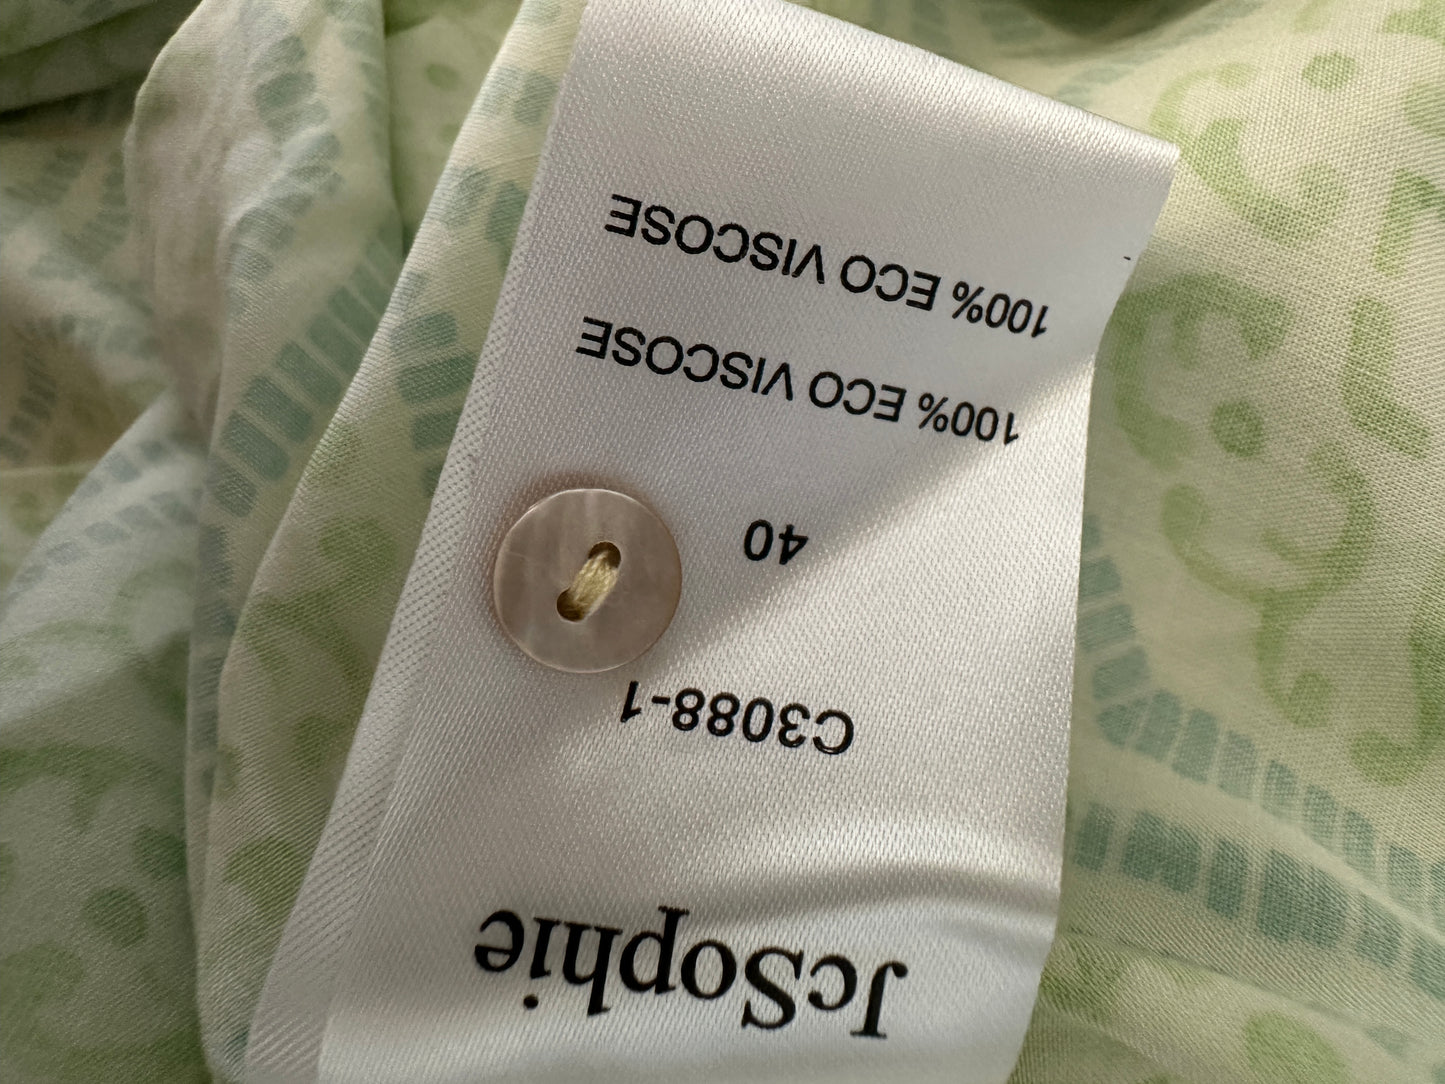 JcSophie
C3088-1
40
100% ECO VISCOSE
100% ECO VISCOSE